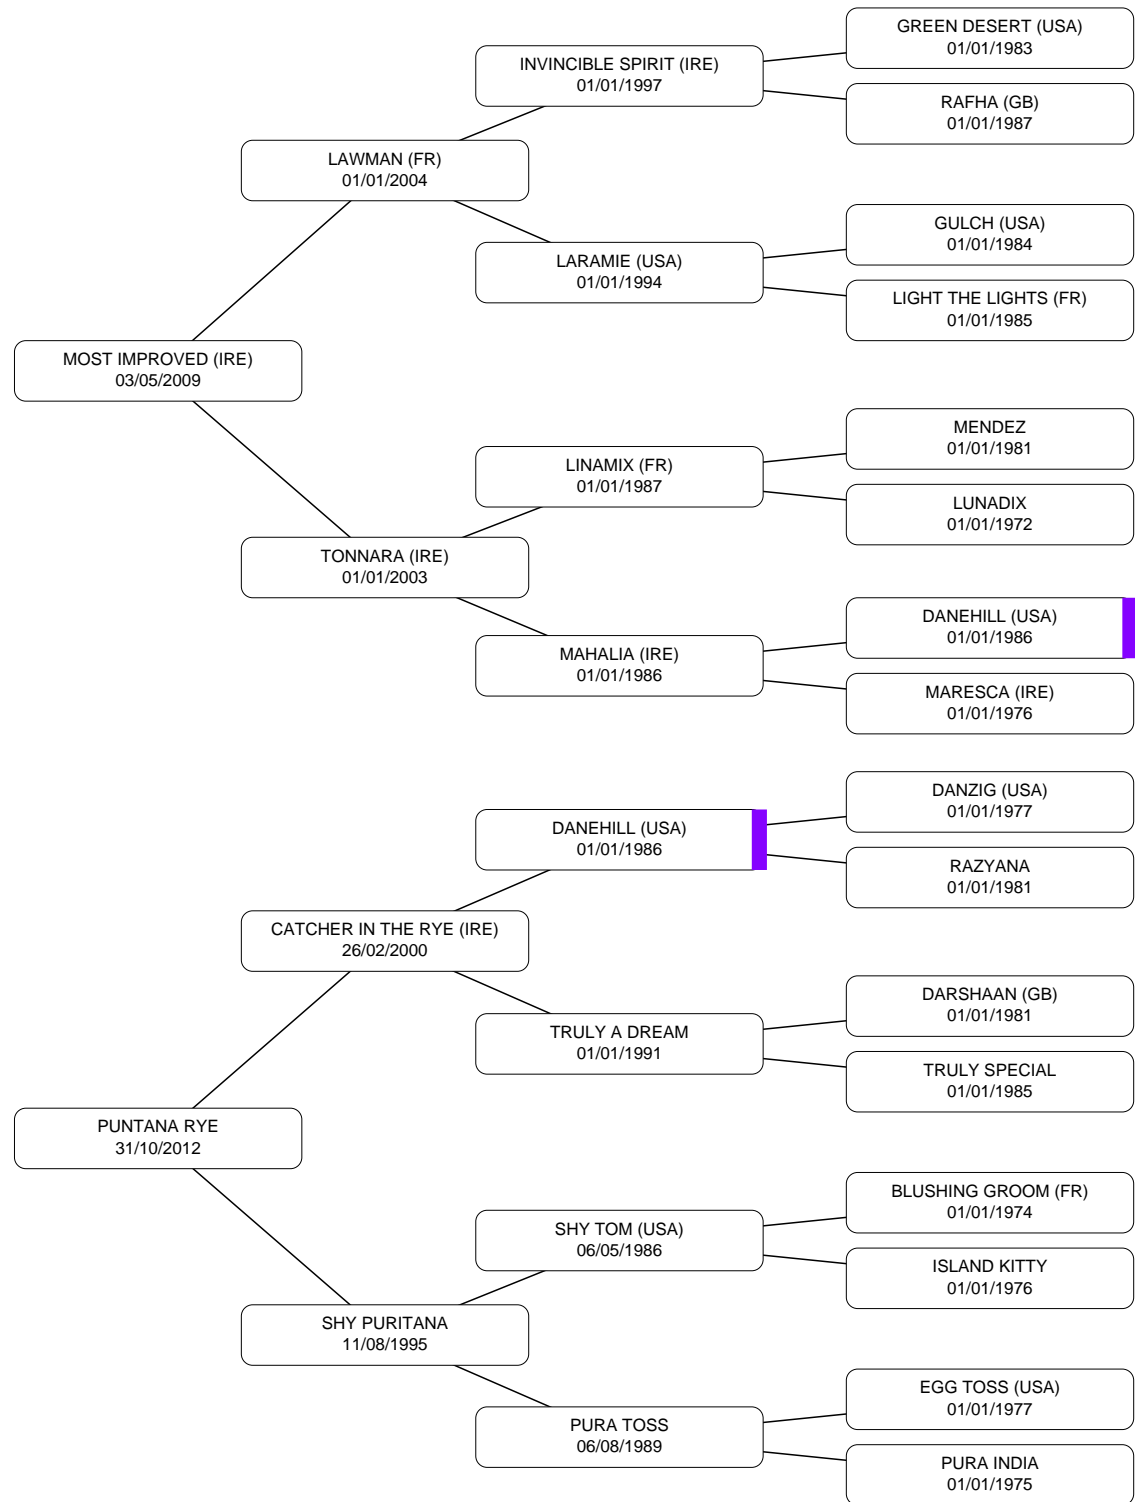 GREEN DESERT (USA)
01/01/1983
INVINCIBLE SPIRIT (IRE)
01/01/1997
RAFHA (GB)
01/01/1987
LAWMAN (FR)
01/01/2004
GULCH (USA)
01/01/1984
LARAMIE (USA)
01/01/1994
LIGHT THE LIGHTS (FR)
01/01/1985
MOST IMPROVED (IRE)
03/05/2009
MENDEZ
01/01/1981
LINAMIX (FR)
01/01/1987
LUNADIX
01/01/1972
TONNARA (IRE)
01/01/2003
DANEHILL (USA)
01/01/1986
MAHALIA (IRE)
01/01/1986
MARESCA (IRE)
01/01/1976
DANZIG (USA)
01/01/1977
DANEHILL (USA)
01/01/1986
RAZYANA
01/01/1981
CATCHER IN THE RYE (IRE)
26/02/2000
DARSHAAN (GB)
01/01/1981
TRULY A DREAM
01/01/1991
TRULY SPECIAL
01/01/1985
PUNTANA RYE
31/10/2012
BLUSHING GROOM (FR)
01/01/1974
SHY TOM (USA)
06/05/1986
ISLAND KITTY
01/01/1976
SHY PURITANA
11/08/1995
EGG TOSS (USA)
01/01/1977
PURA TOSS
06/08/1989
PURA INDIA
01/01/1975